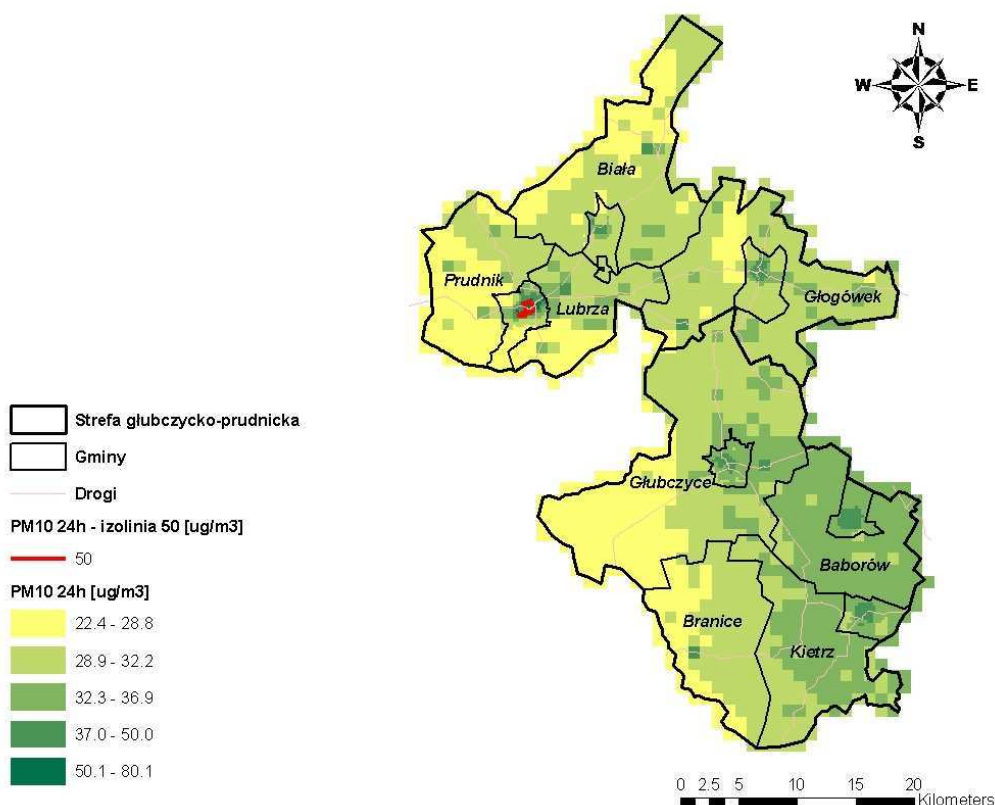 N
W E
S
Biała
Prudnik
Lubrza
Głogówek
Głubczyce
Baborów
Branice
Kietrz
Strefa głubczycko-prudnicka
Gminy
Drogi
PM10 24h - izolinia 50 [ug/m3]
50
PM10 24h [ug/m3]
22.4 - 28.8
28.9 - 32.2
32.3 - 36.9
37.0 - 50.0
50.1 - 80.1
0 2.5 5 10 15 20
Kilometers